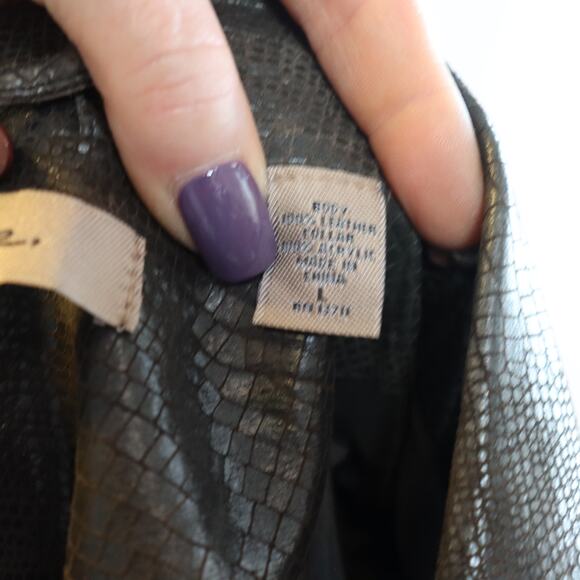 BODY
100% LEATHER
COLLAR
100% ACRYLIC
MADE IN
CHINA
L